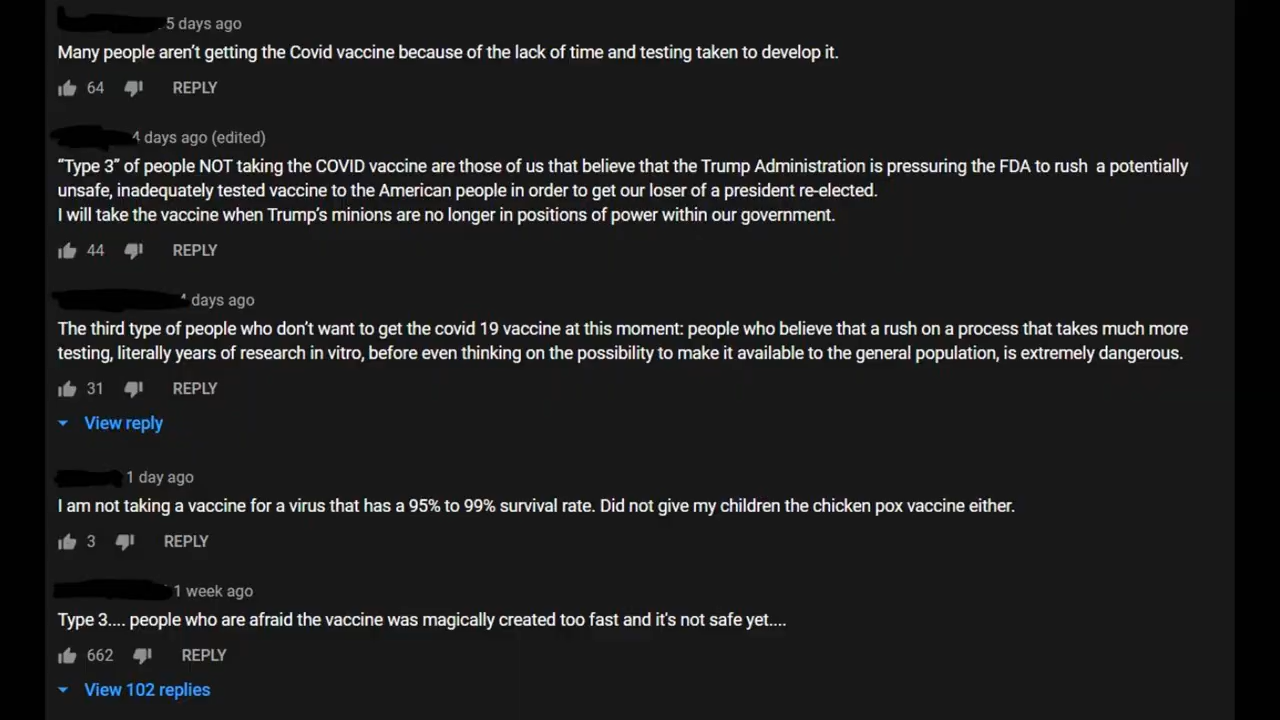 5 days ago
Many people aren't getting the Covid vaccine because of the lack of time and testing taken to develop it.
64 REPLY
4 days ago (edited)
“Type 3” of people NOT taking the COVID vaccine are those of us that believe that the Trump Administration is pressuring the FDA to rush a potentially
unsafe, inadequately tested vaccine to the American people in order to get our loser of a president re-elected.
I will take the vaccine when Trump's minions are no longer in positions of power within our government.
44 REPLY
4 days ago
The third type of people who don't want to get the covid 19 vaccine at this moment: people who believe that a rush on a process that takes much more
testing, literally years of research in vitro, before even thinking on the possibility to make it available to the general population, is extremely dangerous.
31 REPLY
View reply
1 day ago
I am not taking a vaccine for a virus that has a 95% to 99% survival rate. Did not give my children the chicken pox vaccine either.
3 REPLY
1 week ago
Type 3.... people who are afraid the vaccine was magically created too fast and it's not safe yet....
662 REPLY
View 102 replies